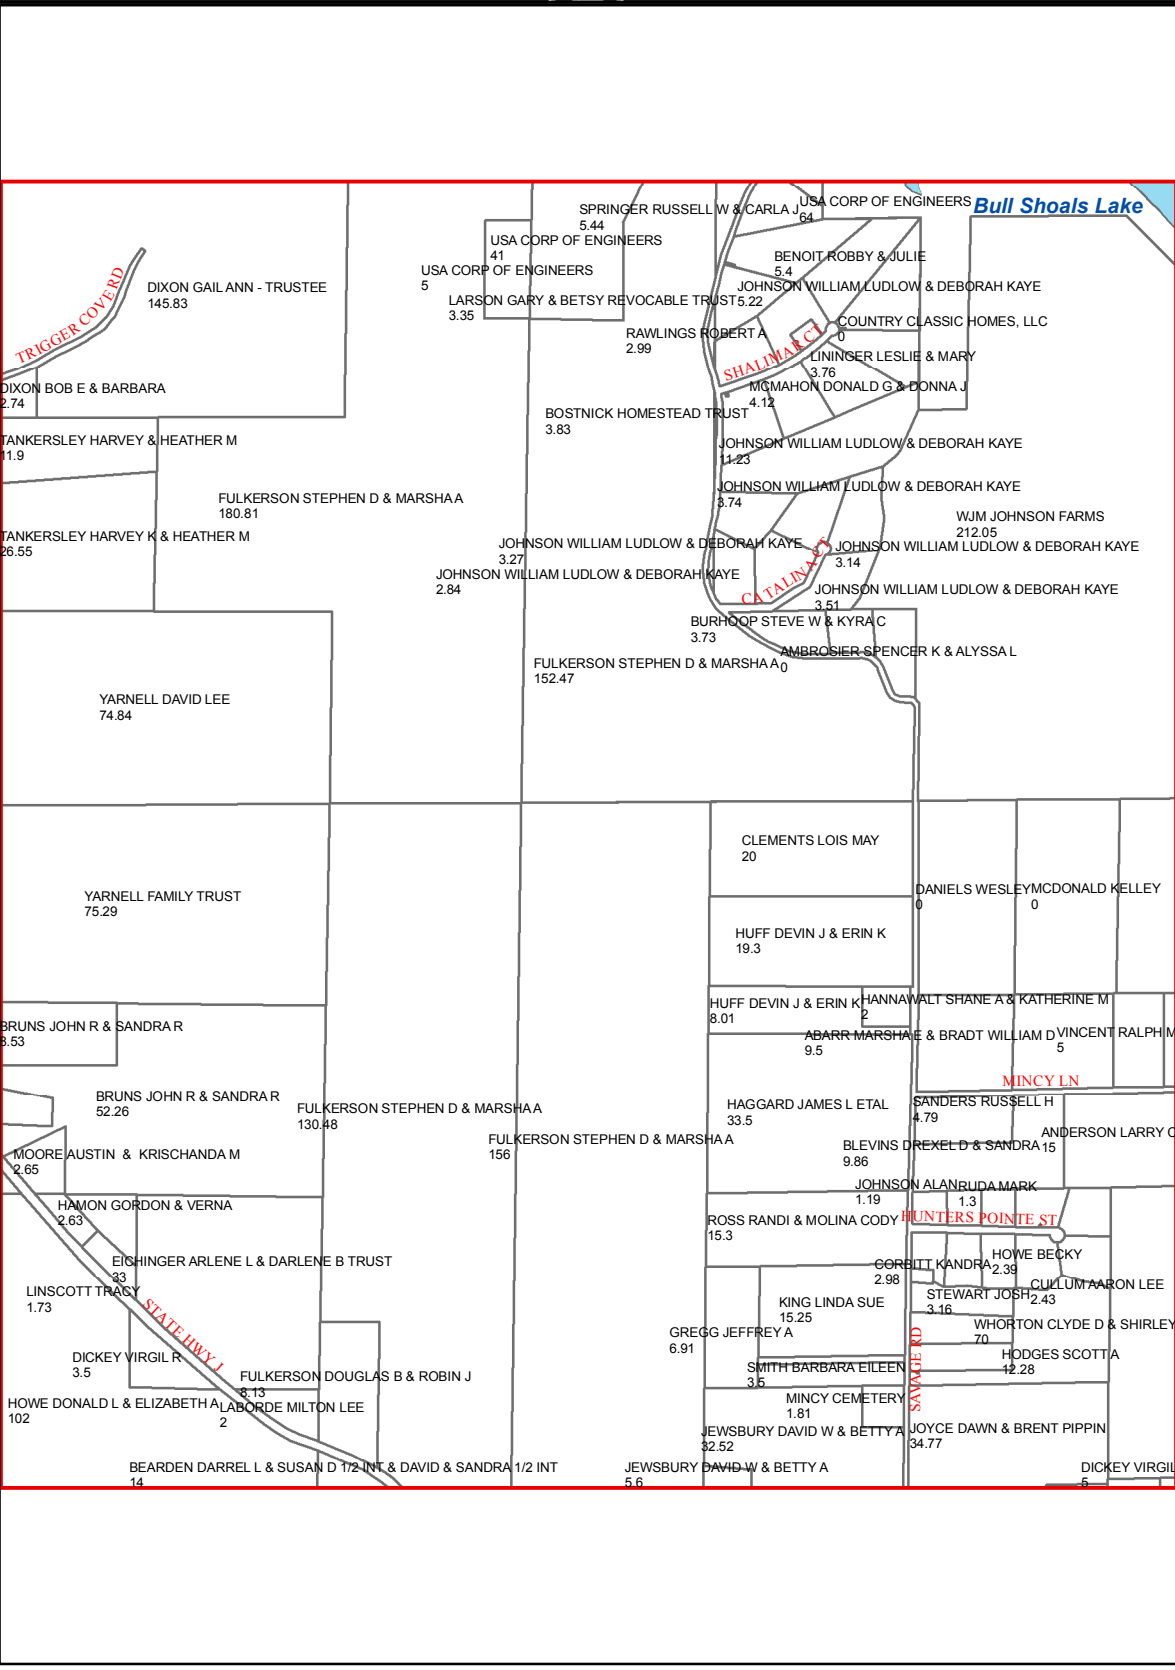 SPRINGER RUSSELL W & CARLA J
5.44
USA CORP OF ENGINEERS
64
Bull Shoals Lake
USA CORP OF ENGINEERS
41
USA CORP OF ENGINEERS
5
BENOIT ROBBY & JULIE
5.4
TRIGGER COVE RD
DIXON GAIL ANN - TRUSTEE
145.83
LARSON GARY & BETSY REVOCABLE TRUST
3.35
JOHNSON WILLIAM LUDLOW & DEBORAH KAYE
5.22
RAWLINGS ROBERT A
2.99
COUNTRY CLASSIC HOMES, LLC
0
SHALIMAR CT
LININGER LESLIE & MARY
3.76
DIXON BOB E & BARBARA
2.74
MCMAHON DONALD G & DONNA J
4.12
BOSTNICK HOMESTEAD TRUST
3.83
TANKERSLEY HARVEY & HEATHER M
11.9
JOHNSON WILLIAM LUDLOW & DEBORAH KAYE
11.23
FULKERSON STEPHEN D & MARSHA A
180.81
JOHNSON WILLIAM LUDLOW & DEBORAH KAYE
3.74
WJM JOHNSON FARMS
212.05
TANKERSLEY HARVEY K & HEATHER M
26.55
JOHNSON WILLIAM LUDLOW & DEBORAH KAYE
3.27
JOHNSON WILLIAM LUDLOW & DEBORAH KAYE
3.14
JOHNSON WILLIAM LUDLOW & DEBORAH KAYE
2.84
CATALINA CT
JOHNSON WILLIAM LUDLOW & DEBORAH KAYE
3.51
BURHOOP STEVE W & KYRA C
3.73
AMBROSIER SPENCER K & ALYSSA L
0
FULKERSON STEPHEN D & MARSHA A
152.47
YARNELL DAVID LEE
74.84
CLEMENTS LOIS MAY
20
YARNELL FAMILY TRUST
75.29
DANIELS WESLEY
0
MCDONALD KELLEY
0
HUFF DEVIN J & ERIN K
19.3
HUFF DEVIN J & ERIN K
8.01
HANNAWALT SHANE A & KATHERINE M
2
BRUNS JOHN R & SANDRA R
8.53
ABARR MARSHA E & BRADT WILLIAM D
9.5
VINCENT RALPH M
5
MINCY LN
BRUNS JOHN R & SANDRA R
52.26
FULKERSON STEPHEN D & MARSHA A
130.48
HAGGARD JAMES L ETAL
33.5
SANDERS RUSSELL H
4.79
FULKERSON STEPHEN D & MARSHA A
156
BLEVINS DREXEL D & SANDRA
9.86
ANDERSON LARRY C
15
MOORE AUSTIN & KRISCHANDA M
2.65
JOHNSON ALAN
1.19
RUDA MARK
1.3
HAMON GORDON & VERNA
2.63
ROSS RANDI & MOLINA CODY
15.3
HUNTERS POINTE ST
EICHINGER ARLENE L & DARLENE B TRUST
33
CORBITT KANDRA
2.98
HOWE BECKY
2.39
LINSCOTT TRACY
1.73
STEWART JOSH
3.16
CULLUM AARON LEE
2.43
KING LINDA SUE
15.25
STATE HWY J
GREGG JEFFREY A
6.91
WHORTON CLYDE D & SHIRLEY
70
DICKEY VIRGIL R
3.5
HODGES SCOTT A
12.28
SMITH BARBARA EILEEN
3.5
SAVAGE RD
FULKERSON DOUGLAS B & ROBIN J
8.13
HOWE DONALD L & ELIZABETH A
102
LABORDE MILTON LEE
2
MINCY CEMETERY
1.81
JEWSBURY DAVID W & BETTY A
32.52
JOYCE DAWN & BRENT PIPPIN
34.77
BEARDEN DARREL L & SUSAN D 1/2 INT & DAVID & SANDRA 1/2 INT
14
JEWSBURY DAVID W & BETTY A
5.6
DICKEY VIRGIL
5